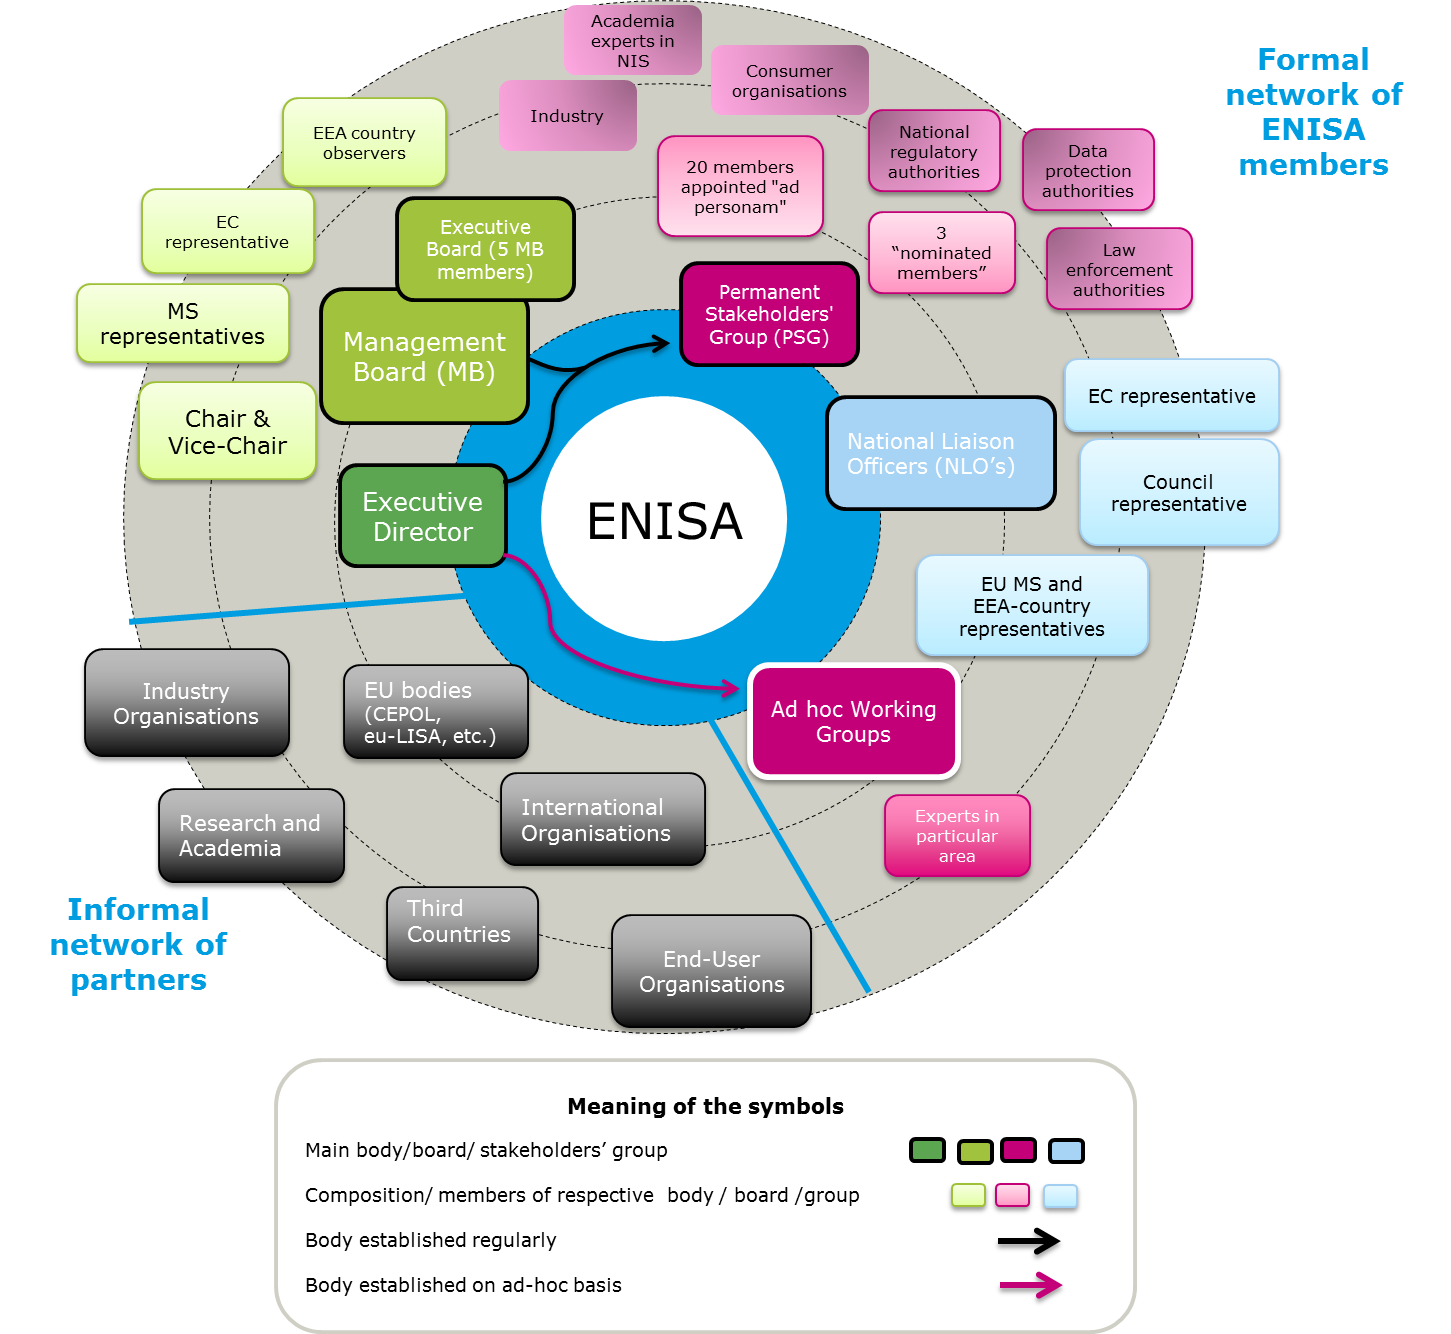 Academia
experts in
NIS
Consumer
organisations
Industry
Formal
network of
ENISA
members
EEA country
observers
National
regulatory
authorities
Data
protection
authorities
20 members
appointed "ad
personam"
EC
representative
Executive
Board (5 MB
members)
3
“nominated
members”
Law
enforcement
authorities
MS
representatives
Permanent
Stakeholders'
Group (PSG)
Management
Board (MB)
Chair &
Vice-Chair
EC representative
National Liaison
Officers (NLO’s)
Council
representative
Executive
Director
ENISA
EU MS and
EEA-country
representatives
Industry
Organisations
EU bodies
(CEPOL,
eu-LISA, etc.)
Ad hoc Working
Groups
International
Organisations
Research and
Academia
Experts in
particular
area
Informal
network of
partners
Third
Countries
End-User
Organisations
Meaning of the symbols
Main body/board/ stakeholders’ group
Composition/ members of respective  body / board /group
Body established regularly
Body established on ad-hoc basis